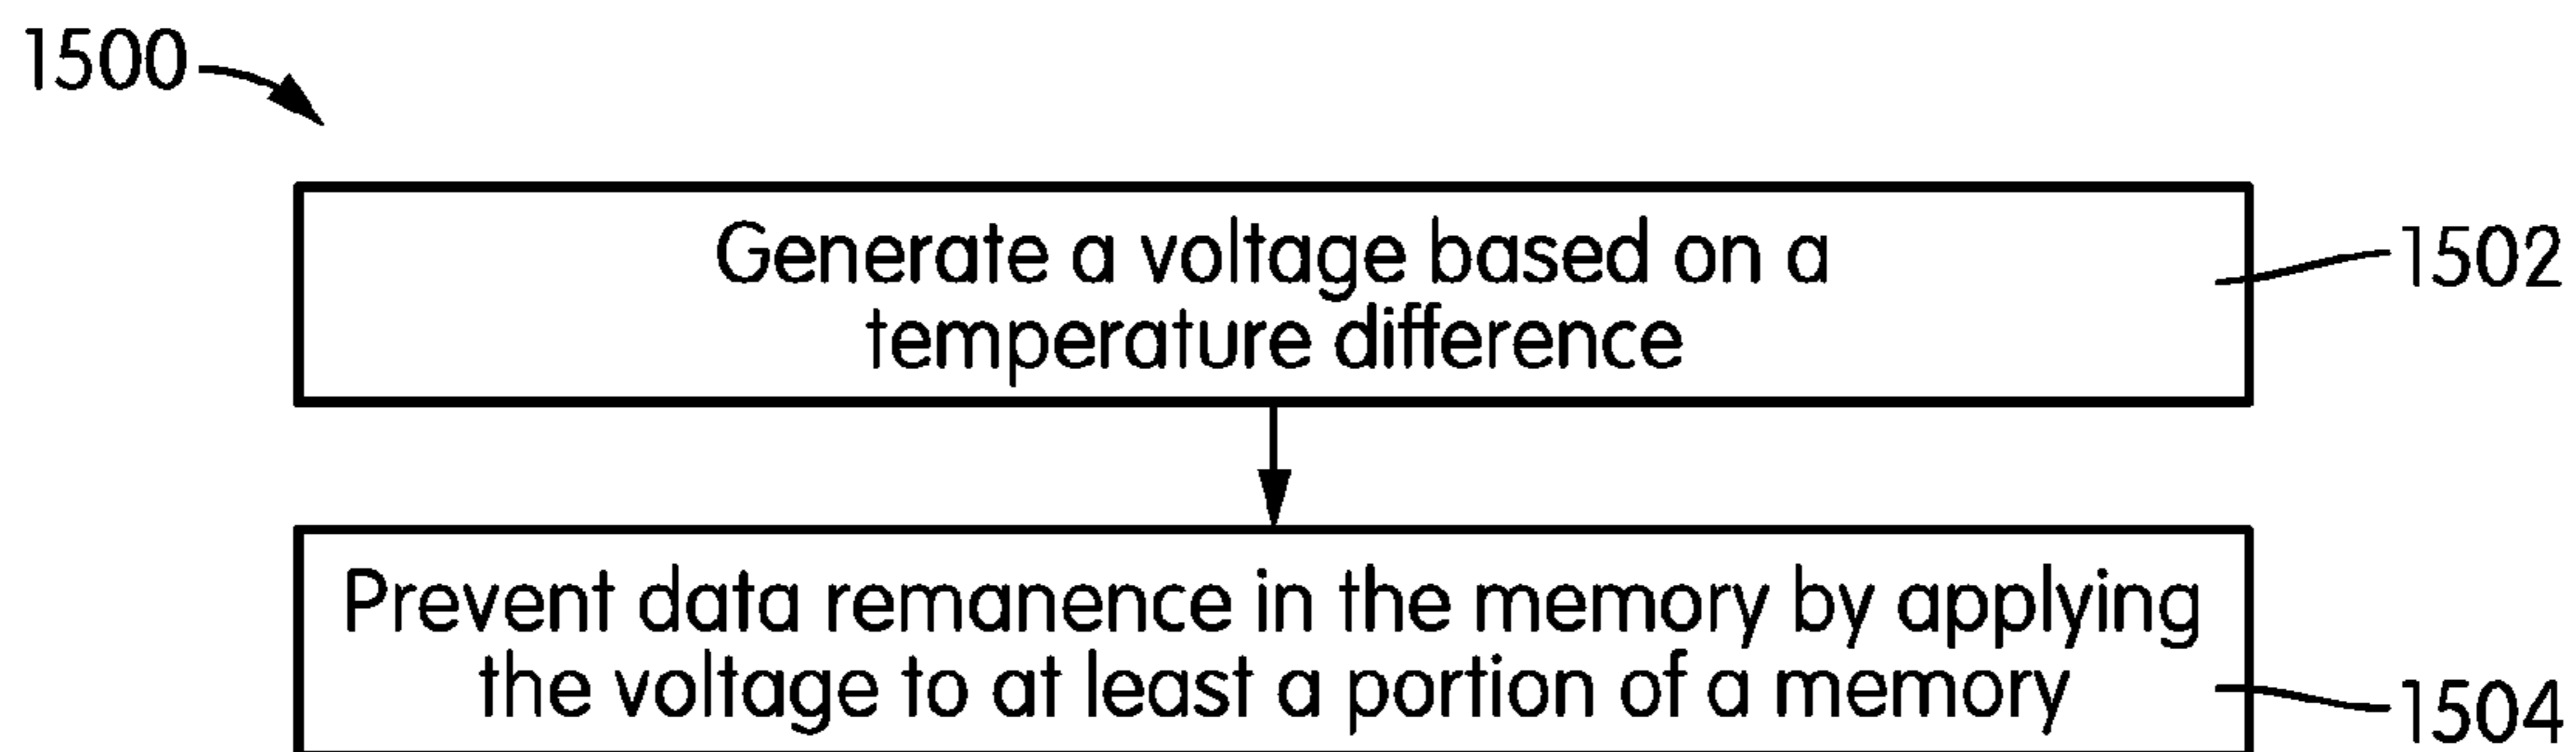 1500
Generate a voltage based on a
temperature difference
1502
Prevent data remanence in the memory by applying
the voltage to at least a portion of a memory
1504